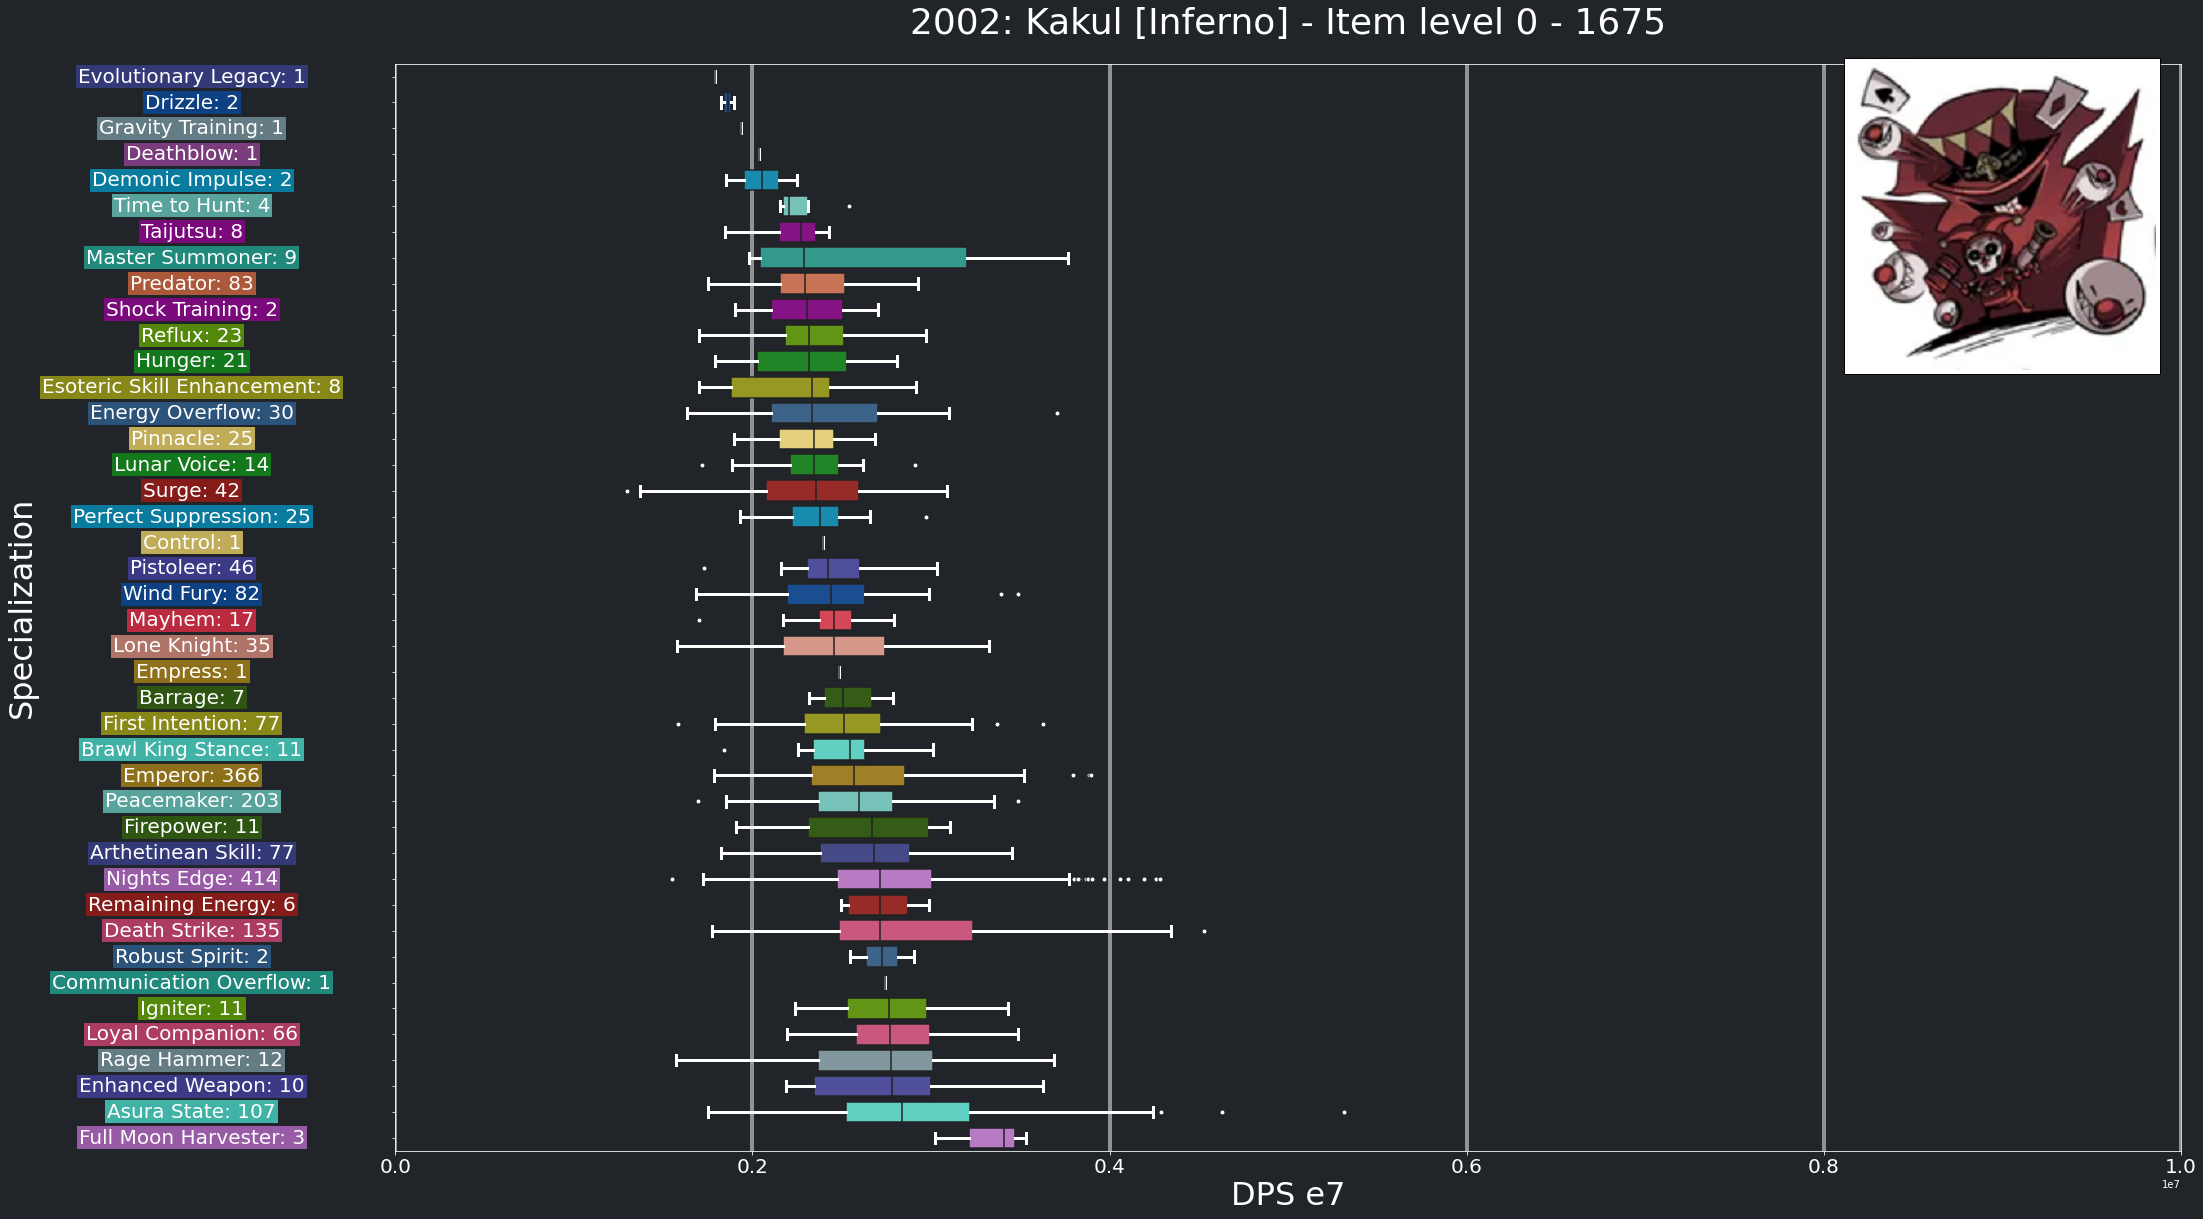 2002: Kakul [Inferno] - Item level 0 - 1675
Evolutionary Legacy: 1
Drizzle: 2
Gravity Training: 1
Deathblow: 1
Demonic Impulse: 2
Time to Hunt: 4
Taijutsu: 8
Master Summoner: 9
Predator: 83
Shock Training: 2
Reflux: 23
Hunger: 21
Esoteric Skill Enhancement: 8
Energy Overflow: 30
Pinnacle: 25
Lunar Voice: 14
Surge: 42
Perfect Suppression: 25
Control: 1
Pistoleer: 46
Wind Fury: 82
Mayhem: 17
Lone Knight: 35
Empress: 1
Barrage: 7
First Intention: 77
Brawl King Stance: 11
Emperor: 366
Peacemaker: 203
Firepower: 11
Arthetinean Skill: 77
Nights Edge: 414
Remaining Energy: 6
Death Strike: 135
Robust Spirit: 2
Communication Overflow: 1
Igniter: 11
Loyal Companion: 66
Rage Hammer: 12
Enhanced Weapon: 10
Asura State: 107
Full Moon Harvester: 3
Specialization
0.0 0.2 0.4 0.6 0.8 1.0
1e7
DPS e7